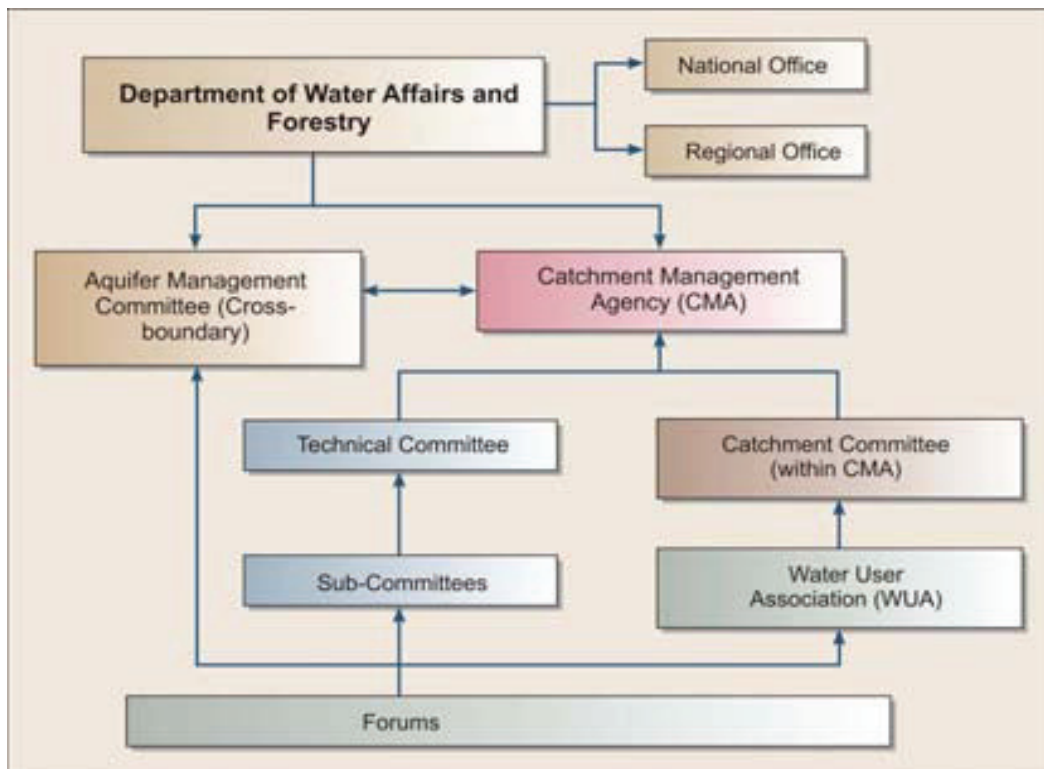 Department of Water Affairs and
Forestry
National Office
Regional Office
Aquifer Management
Committee (Cross-
boundary)
Catchment Management
Agency (CMA)
Technical Committee
Catchment Committee
(within CMA)
Sub-Committees
Water User
Association (WUA)
Forums